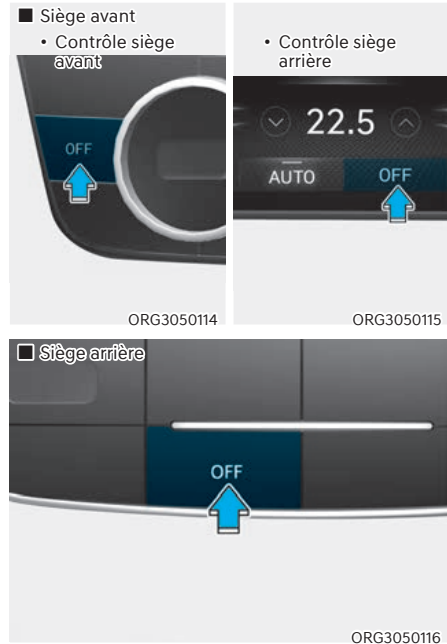 ■ Siège avant
• Contrôle siège
avant
OFF
ORG3050114
• Contrôle siège
arrière
22.5
AUTO OFF
ORG3050115
■ Siège arrière
OFF
ORG3050116